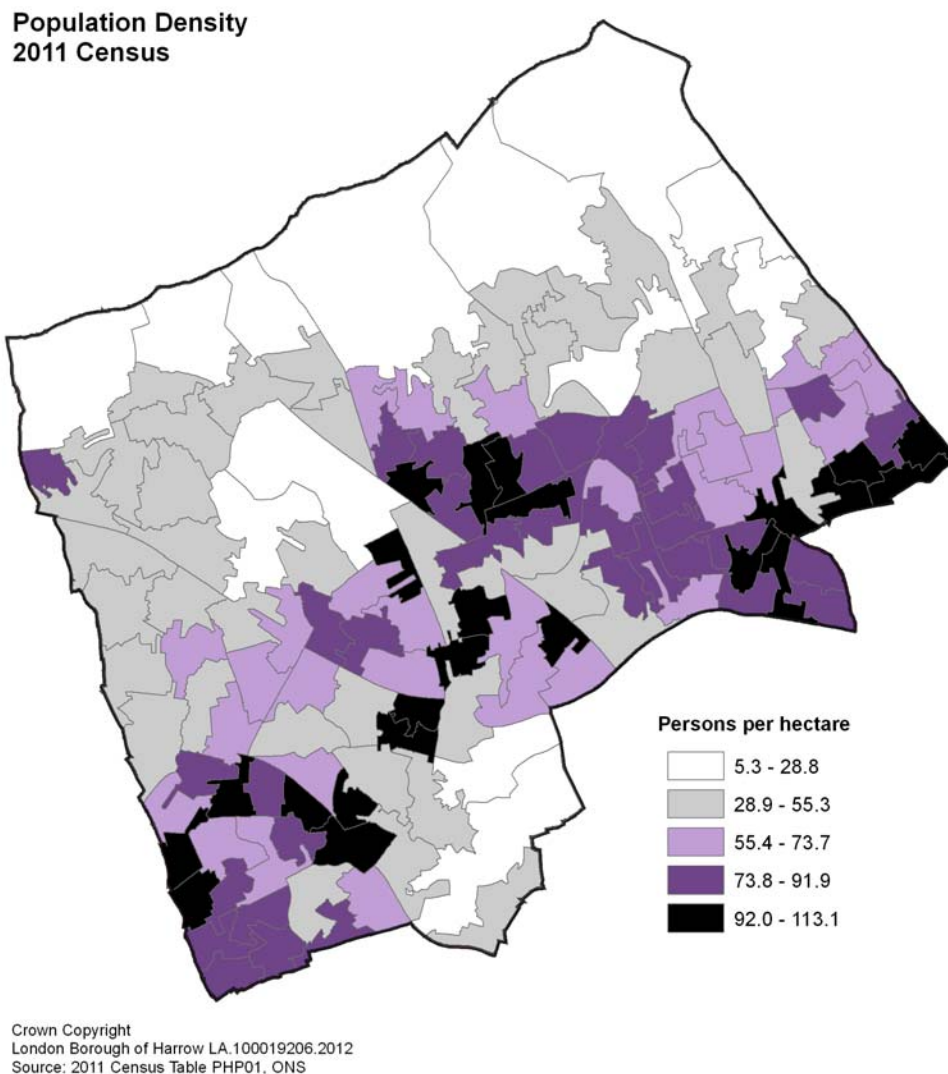 Population Density
2011 Census
Persons per hectare
5.3 - 28.8
28.9 - 55.3
55.4 - 73.7
73.8 - 91.9
92.0 - 113.1
Crown Copyright
London Borough of Harrow LA.100019206.2012
Source: 2011 Census Table PHP01, ONS